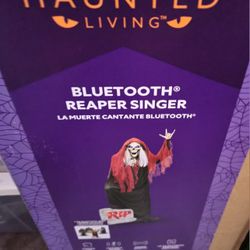 HAUNTED
LIVING™
BLUETOOTH®
REAPER SINGER
LA MUERTE CANTANTE BLUETOOTH®
RIP